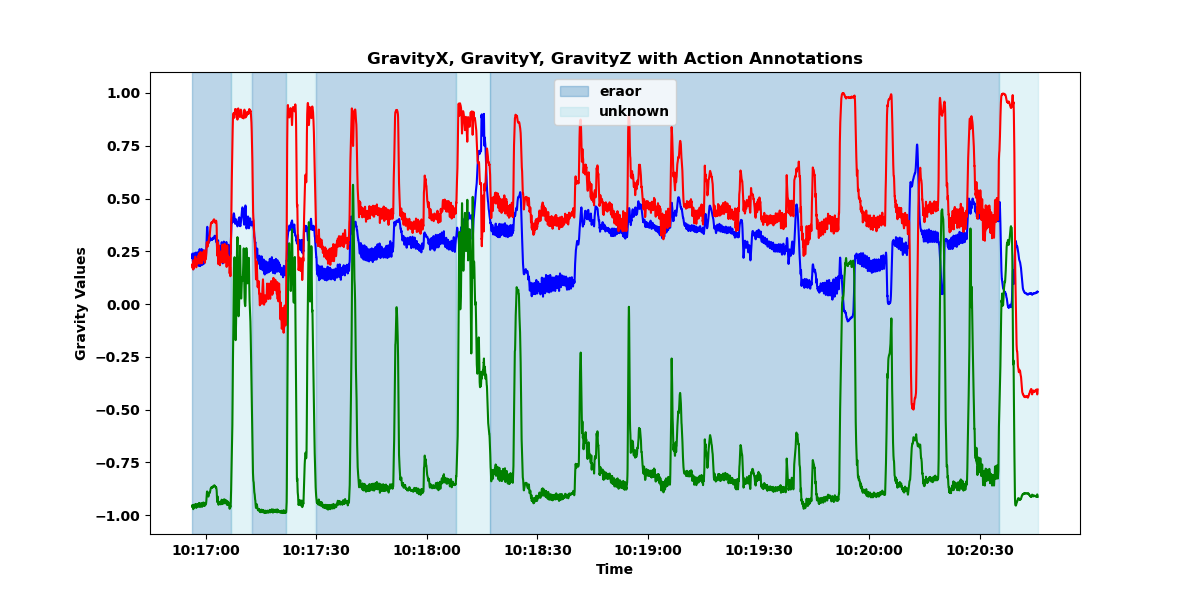 GravityX, GravityY, GravityZ with Action Annotations
eraor
unknown
1.00
0.75
0.50
0.25
0.00
−0.25
−0.50
−0.75
−1.00
Gravity Values
10:17:00 10:17:30 10:18:00 10:18:30 10:19:00 10:19:30 10:20:00 10:20:30
Time